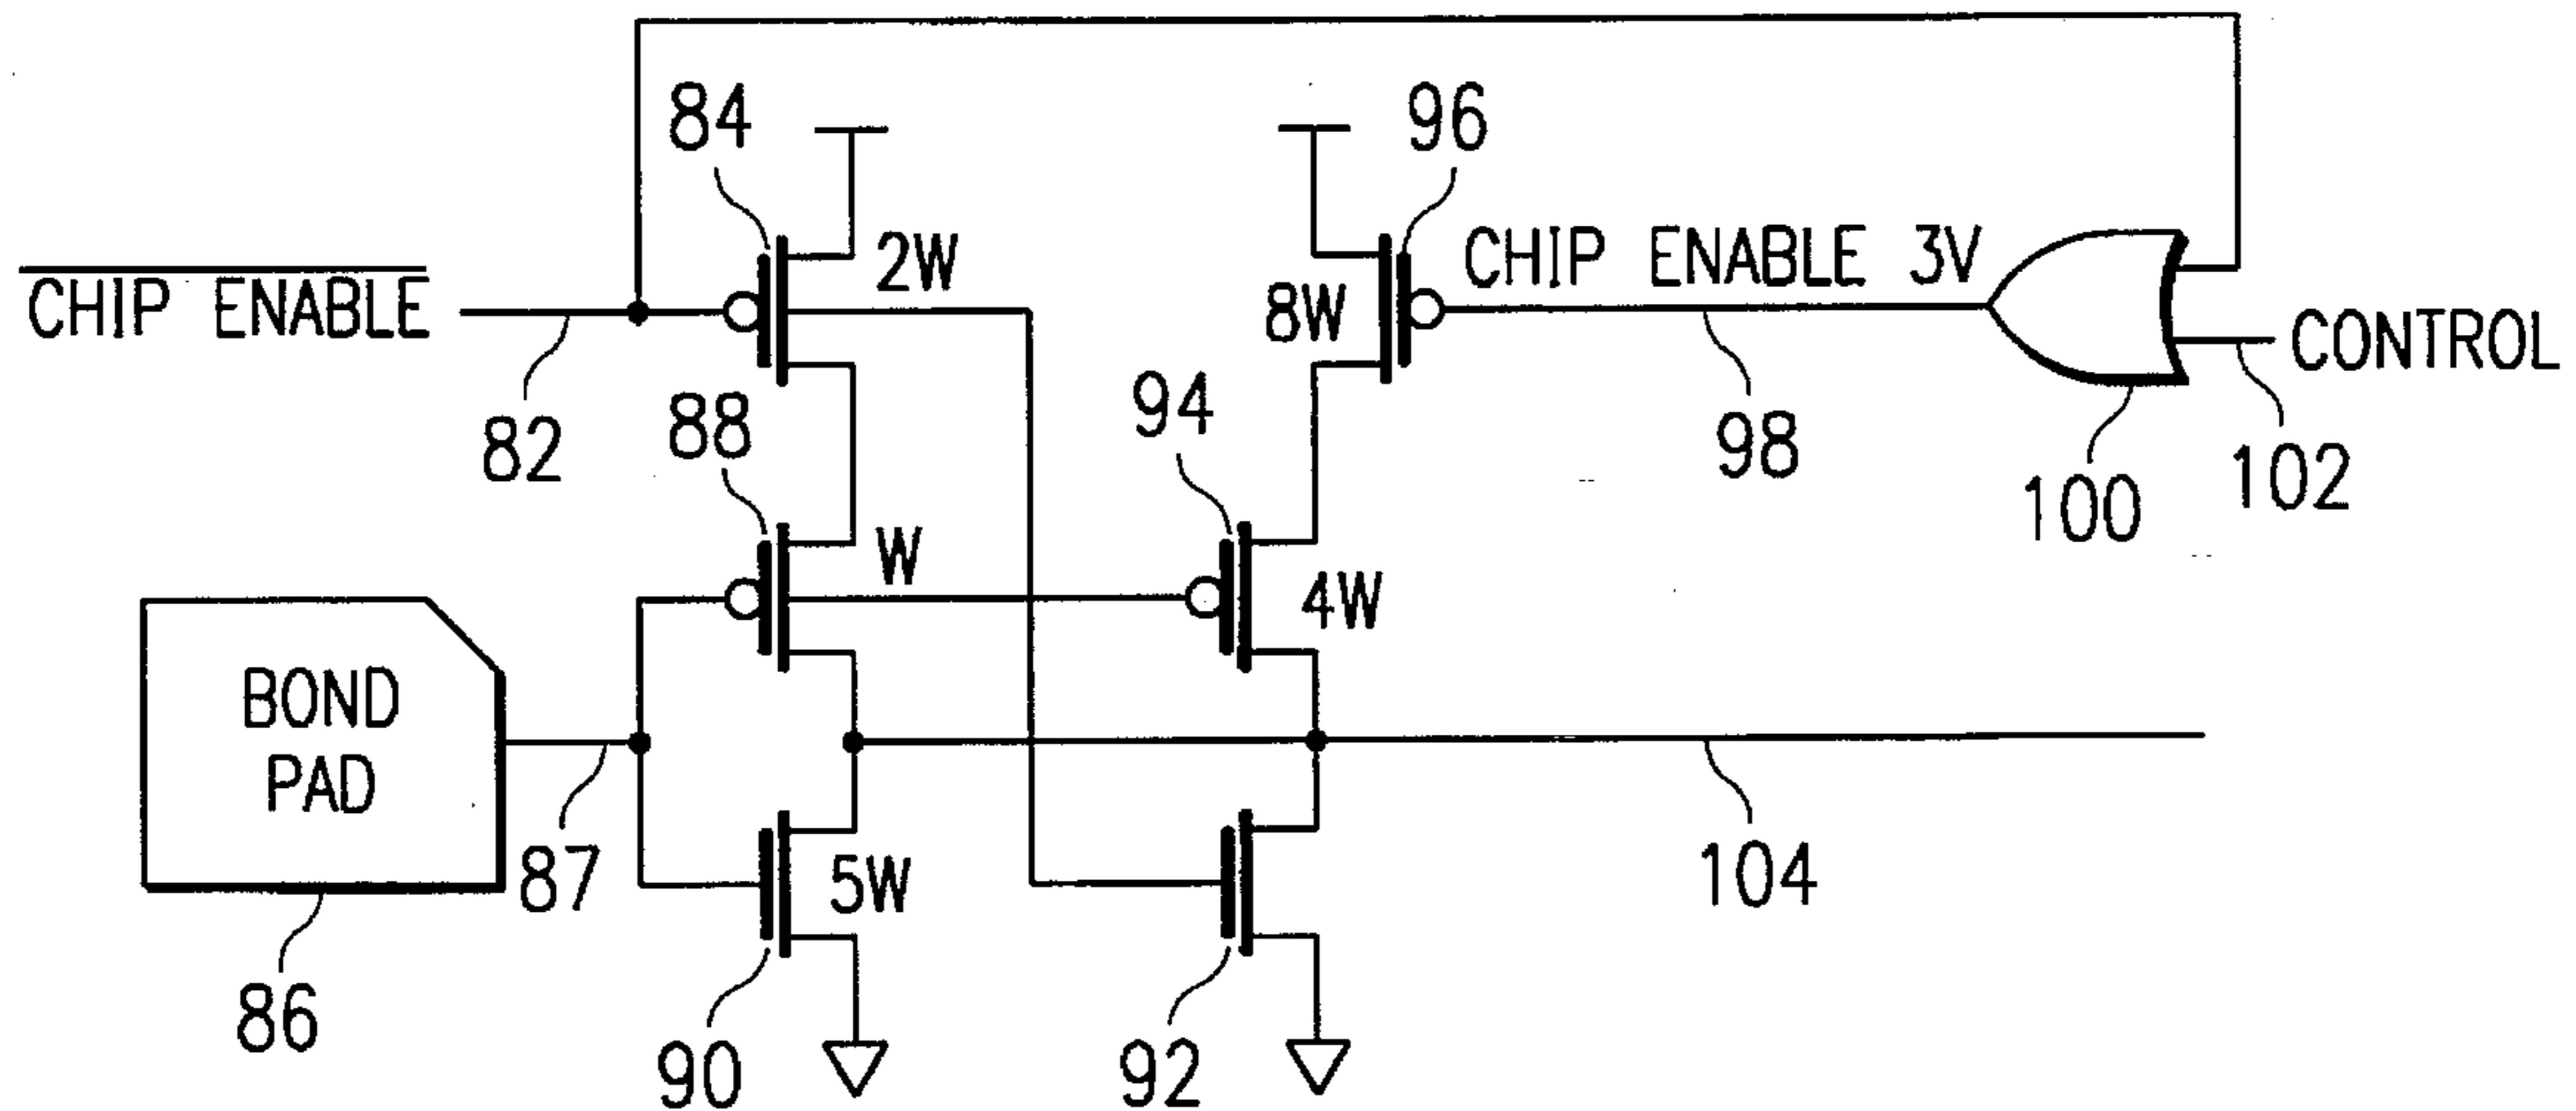 84
96
2W
CHIP ENABLE 3V
CHIP ENABLE
8W
CONTROL
82
88
94
98
100
102
W
4W
BOND
PAD
87
5W
104
86
90
92